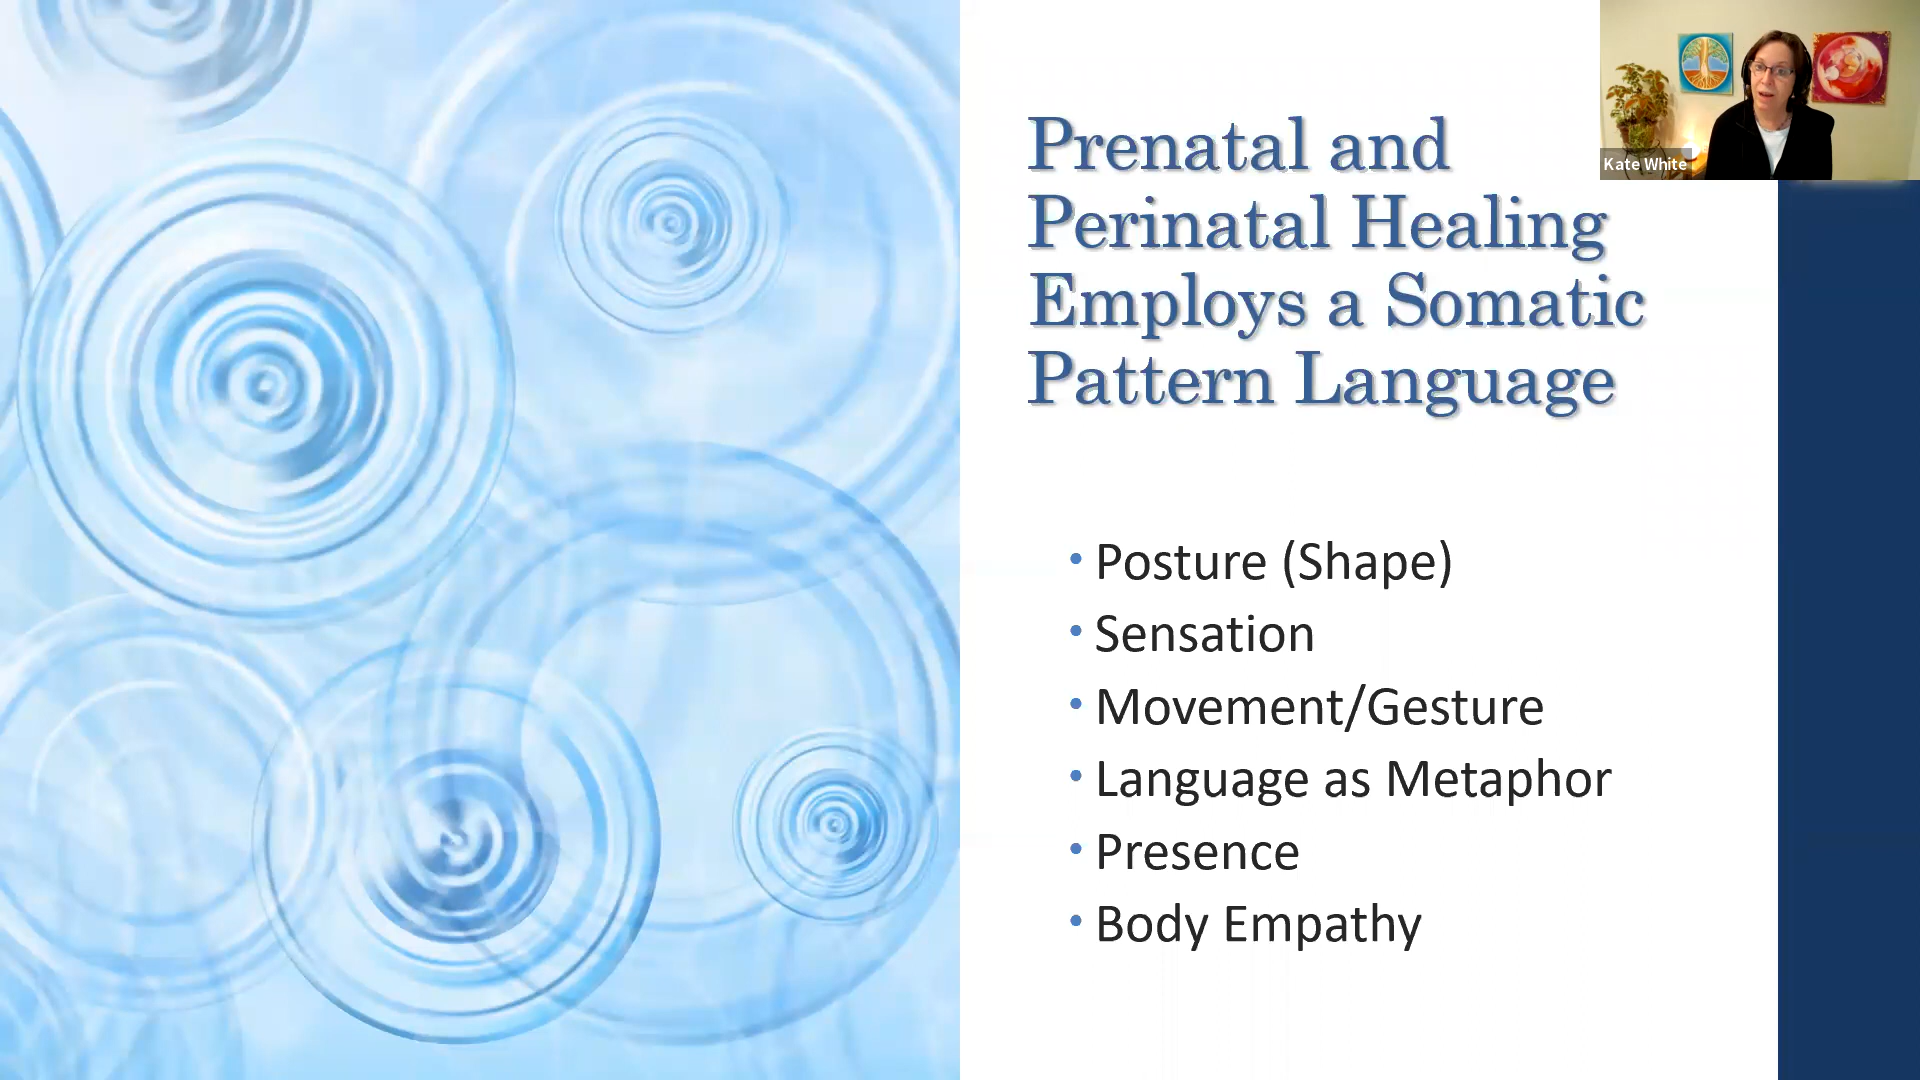 Prenatal and
Perinatal Healing
Employs a Somatic
Pattern Language
Kate White
• Posture (Shape)
• Sensation
• Movement/Gesture
• Language as Metaphor
• Presence
• Body Empathy